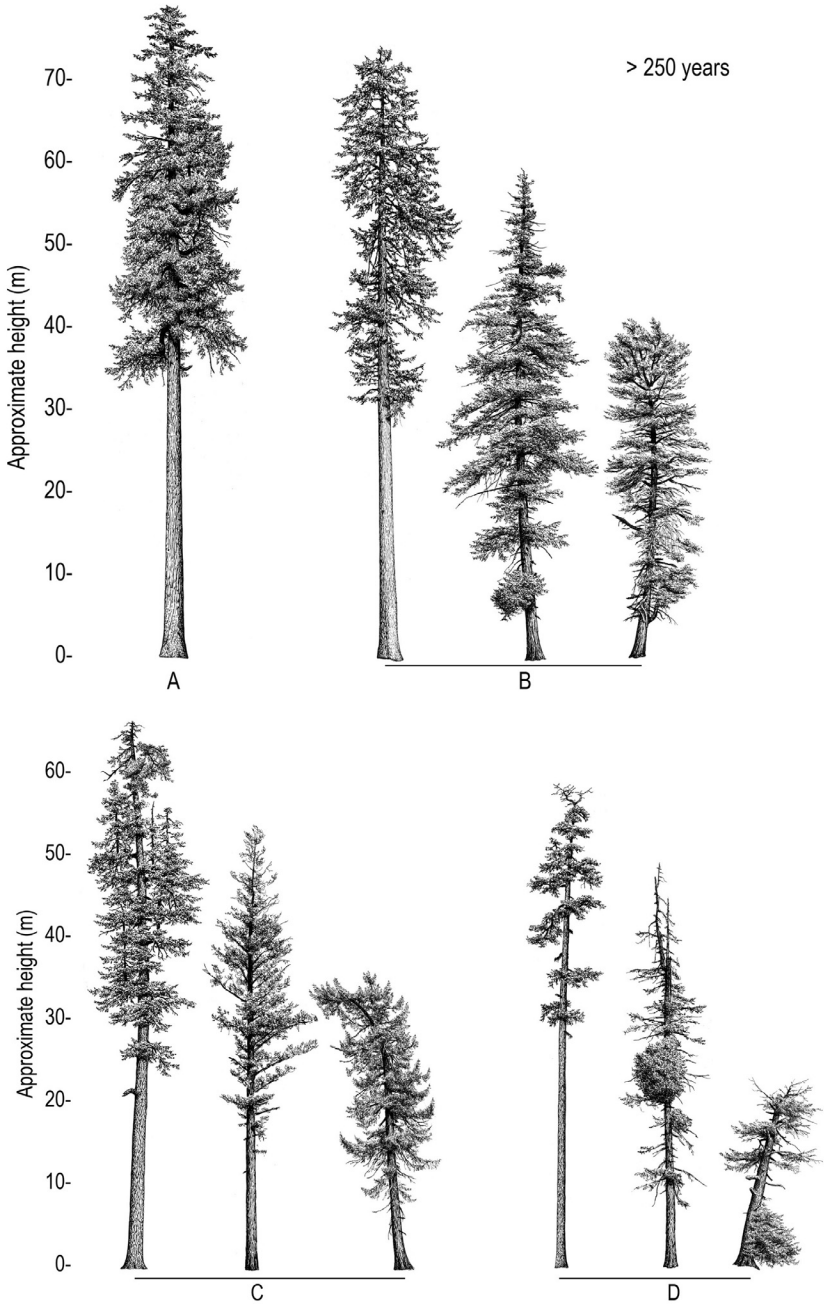 > 250 years
Approximate height (m)
70-
60-
50-
40-
30-
20-
10-
0-
A
B
Approximate height (m)
60-
50-
40-
30-
20-
10-
0-
C
D